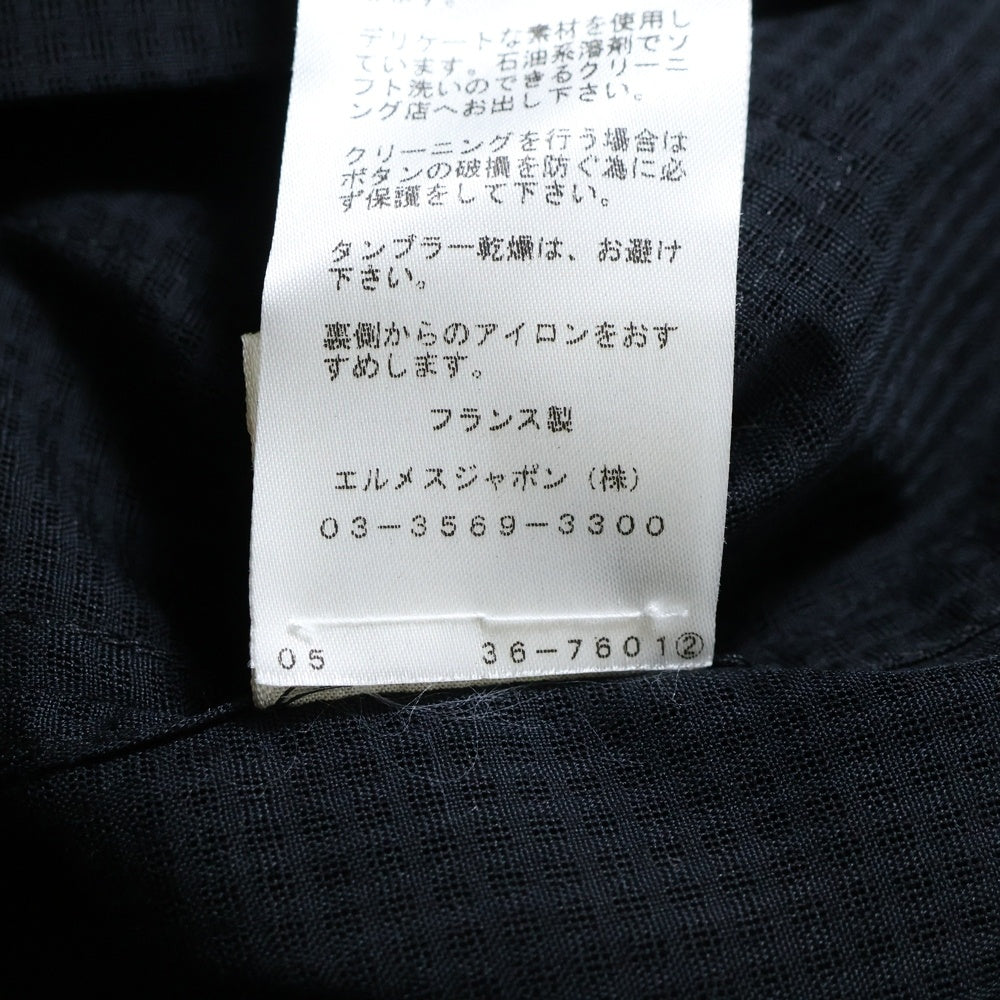 デリケートな素材を使用し
ています。石油系溶剤でソ
フト洗いのできるクリーニ
ング店へお出し下さい。
クリーニングを行う場合は
ボタンの破損を防ぐ為に必
ず保護をして下さい。
タンブラー乾燥は、お避け
下さい。
裏側からのアイロンをおす
すめします。
フランス製
エルメスジャポン（株）
03-3569-3300
05 36-7601②